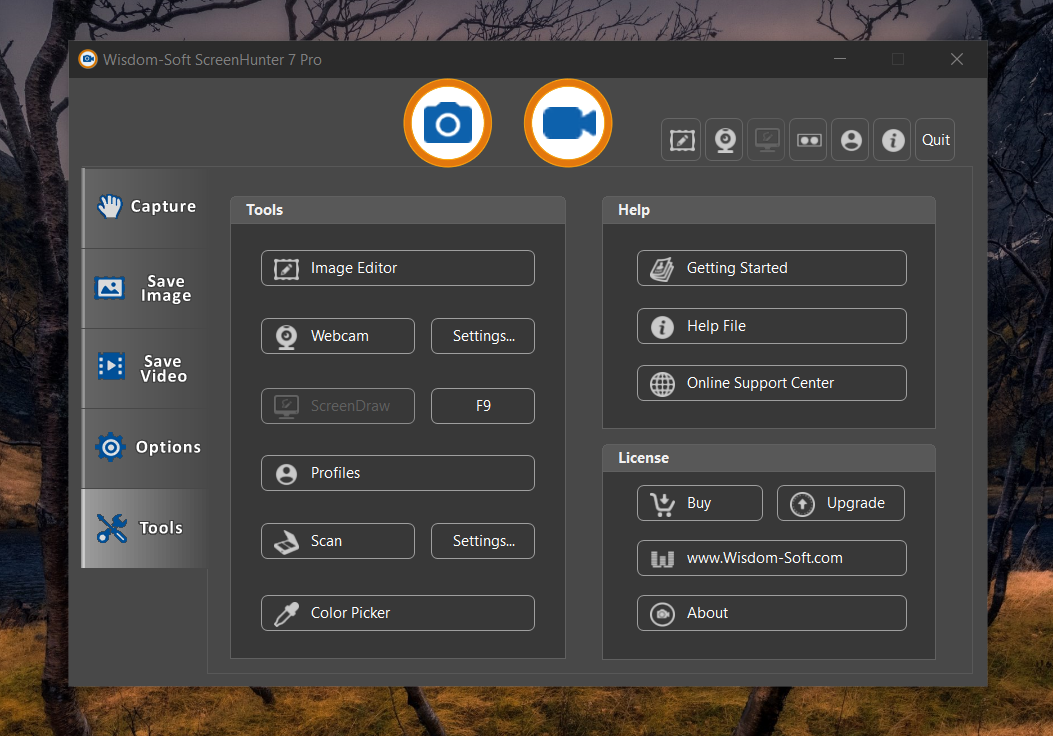 Wisdom-Soft ScreenHunter 7 Pro
Quit
Capture
Save
Image
Save
Video
Options
Tools
Tools
Image Editor
Webcam
Settings...
ScreenDraw
F9
Profiles
Scan
Settings...
Color Picker
Help
Getting Started
Help File
Online Support Center
License
Buy
Upgrade
www.Wisdom-Soft.com
About